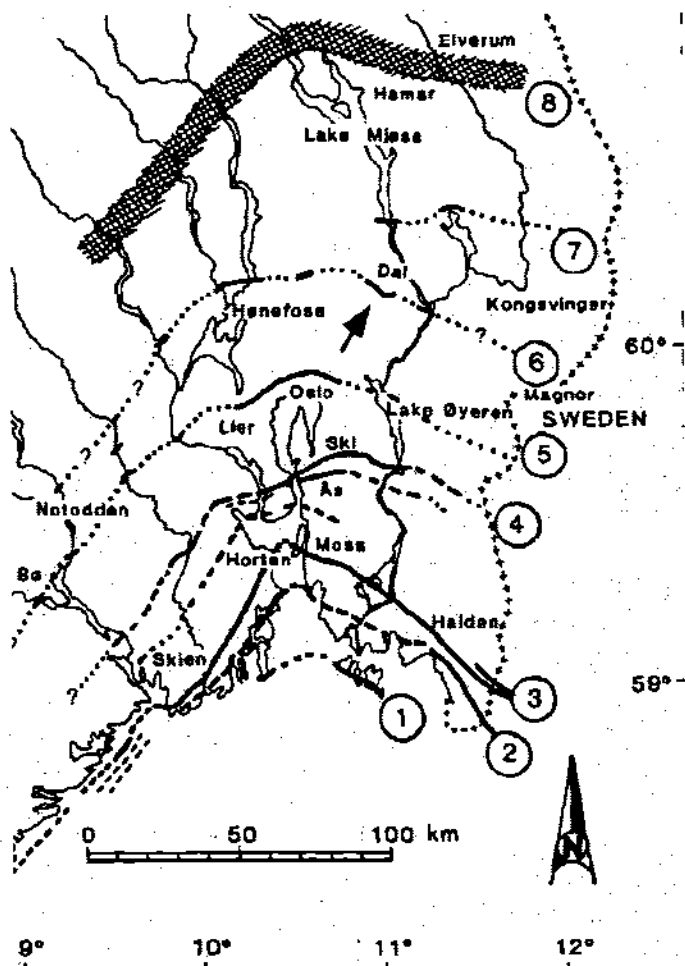 Elverum
8
Hamar
Lake Mjøsa
7
Dal
Kongsvinger
Hønefoss
?
?
6
60°
Magnor
Oslo
Lake Øyeren
SWEDEN
Lier
Ski
5
?
Ås
Notodden
4
Moss
Horten
Bø
Halden
Skien
59°
3
?
1
2
0 50 100 km
N
9° 10° 11° 12°